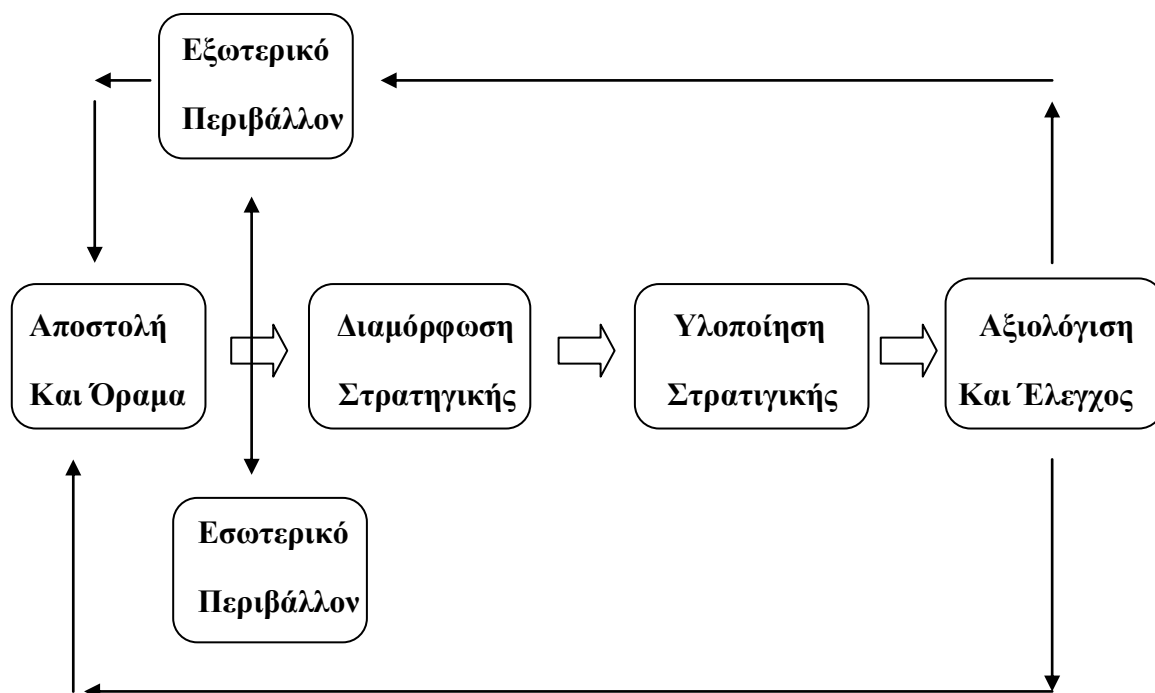 Εξωτερικό
Περιβάλλον
Αποστολή
Και Όραμα
Διαμόρφωση
Στρατηγικής
Υλοποίηση
Στρατιγικής
Αξιολόγιση
Και Έλεγχος
Εσωτερικό
Περιβάλλον